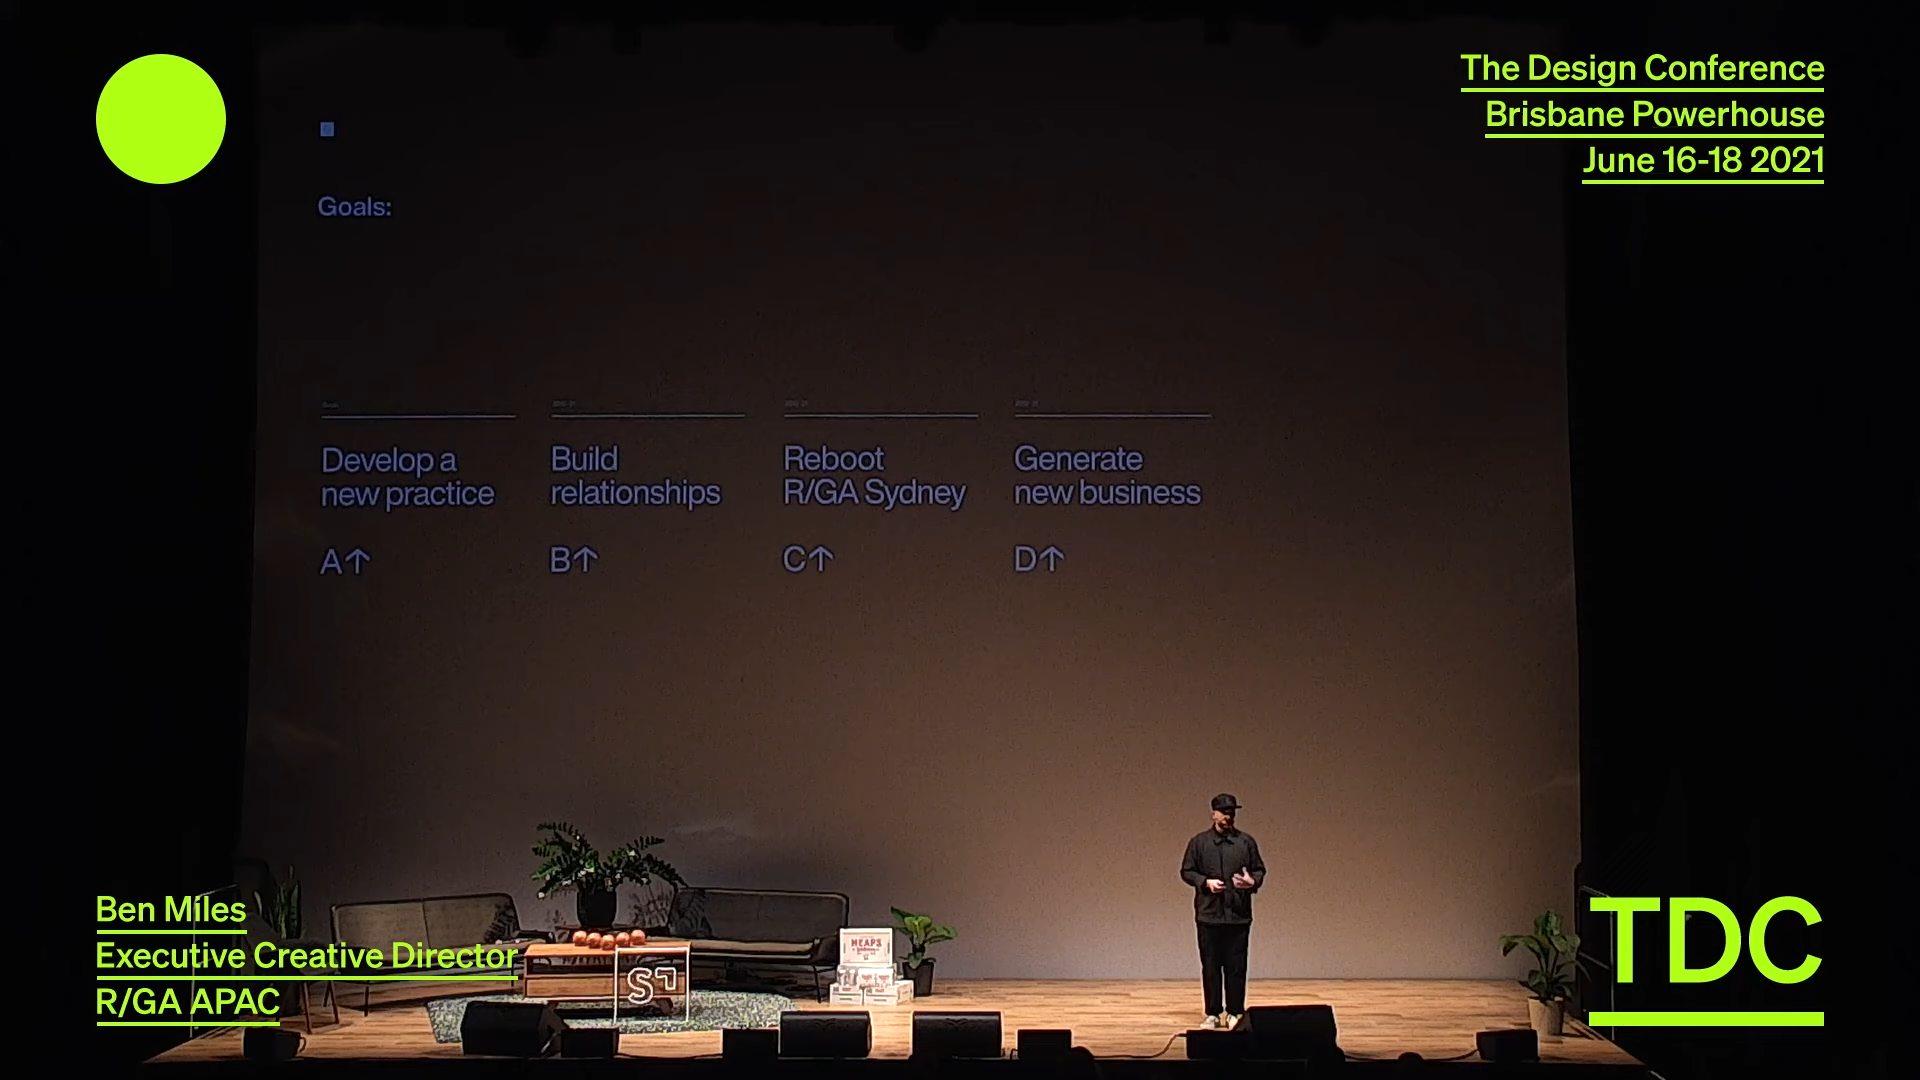 The Design Conference
Brisbane Powerhouse
June 16-18 2021
Goals:
Develop a
new practice
A↑
Build
relationships
B↑
Reboot
R/GA Sydney
C↑
Generate
new business
D↑
HEAPS
Ben Miles
Executive Creative Director
R/GA APAC
TDC